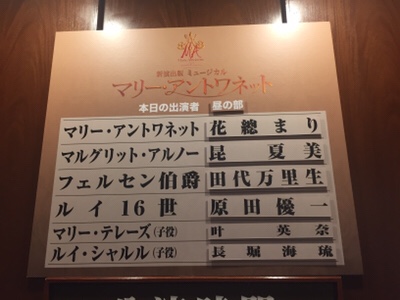 新演出版 ミュージカル
マリー・アントワネット
本日の出演者 昼の部
マリー・アントワネット 花總まり
マルグリット・アルノー 昆 夏美
フェルセン伯爵 田代万里生
ルイ16世 原田優一
マリー・テレーズ(子役) 叶 英奈
ルイ・シャルル(子役) 長堀海琉